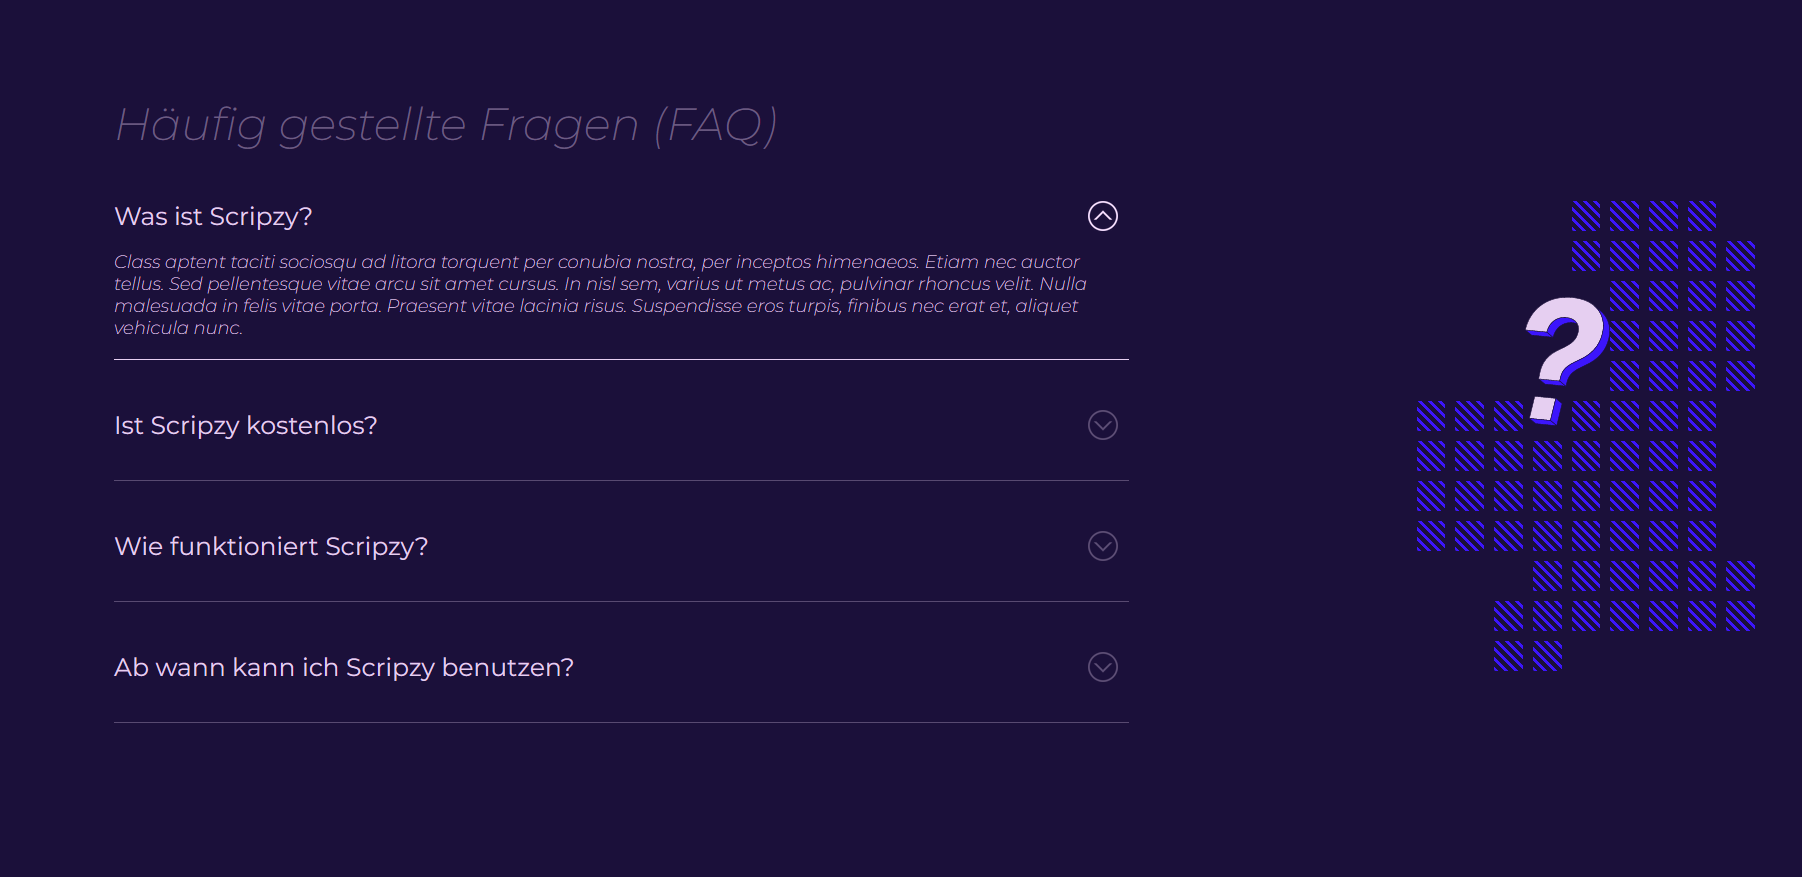 Häufig gestellte Fragen (FAQ)
Was ist Scripzy?
Class aptent taciti sociosqu ad litora torquent per conubia nostra, per inceptos himenaeos. Etiam nec auctor
tellus. Sed pellentesque vitae arcu sit amet cursus. In nisl sem, varius ut metus ac, pulvinar rhoncus velit. Nulla
malesuada in felis vitae porta. Praesent vitae lacinia risus. Suspendisse eros turpis, finibus nec erat et, aliquet
vehicula nunc.
?
Ist Scripzy kostenlos?
Wie funktioniert Scripzy?
Ab wann kann ich Scripzy benutzen?